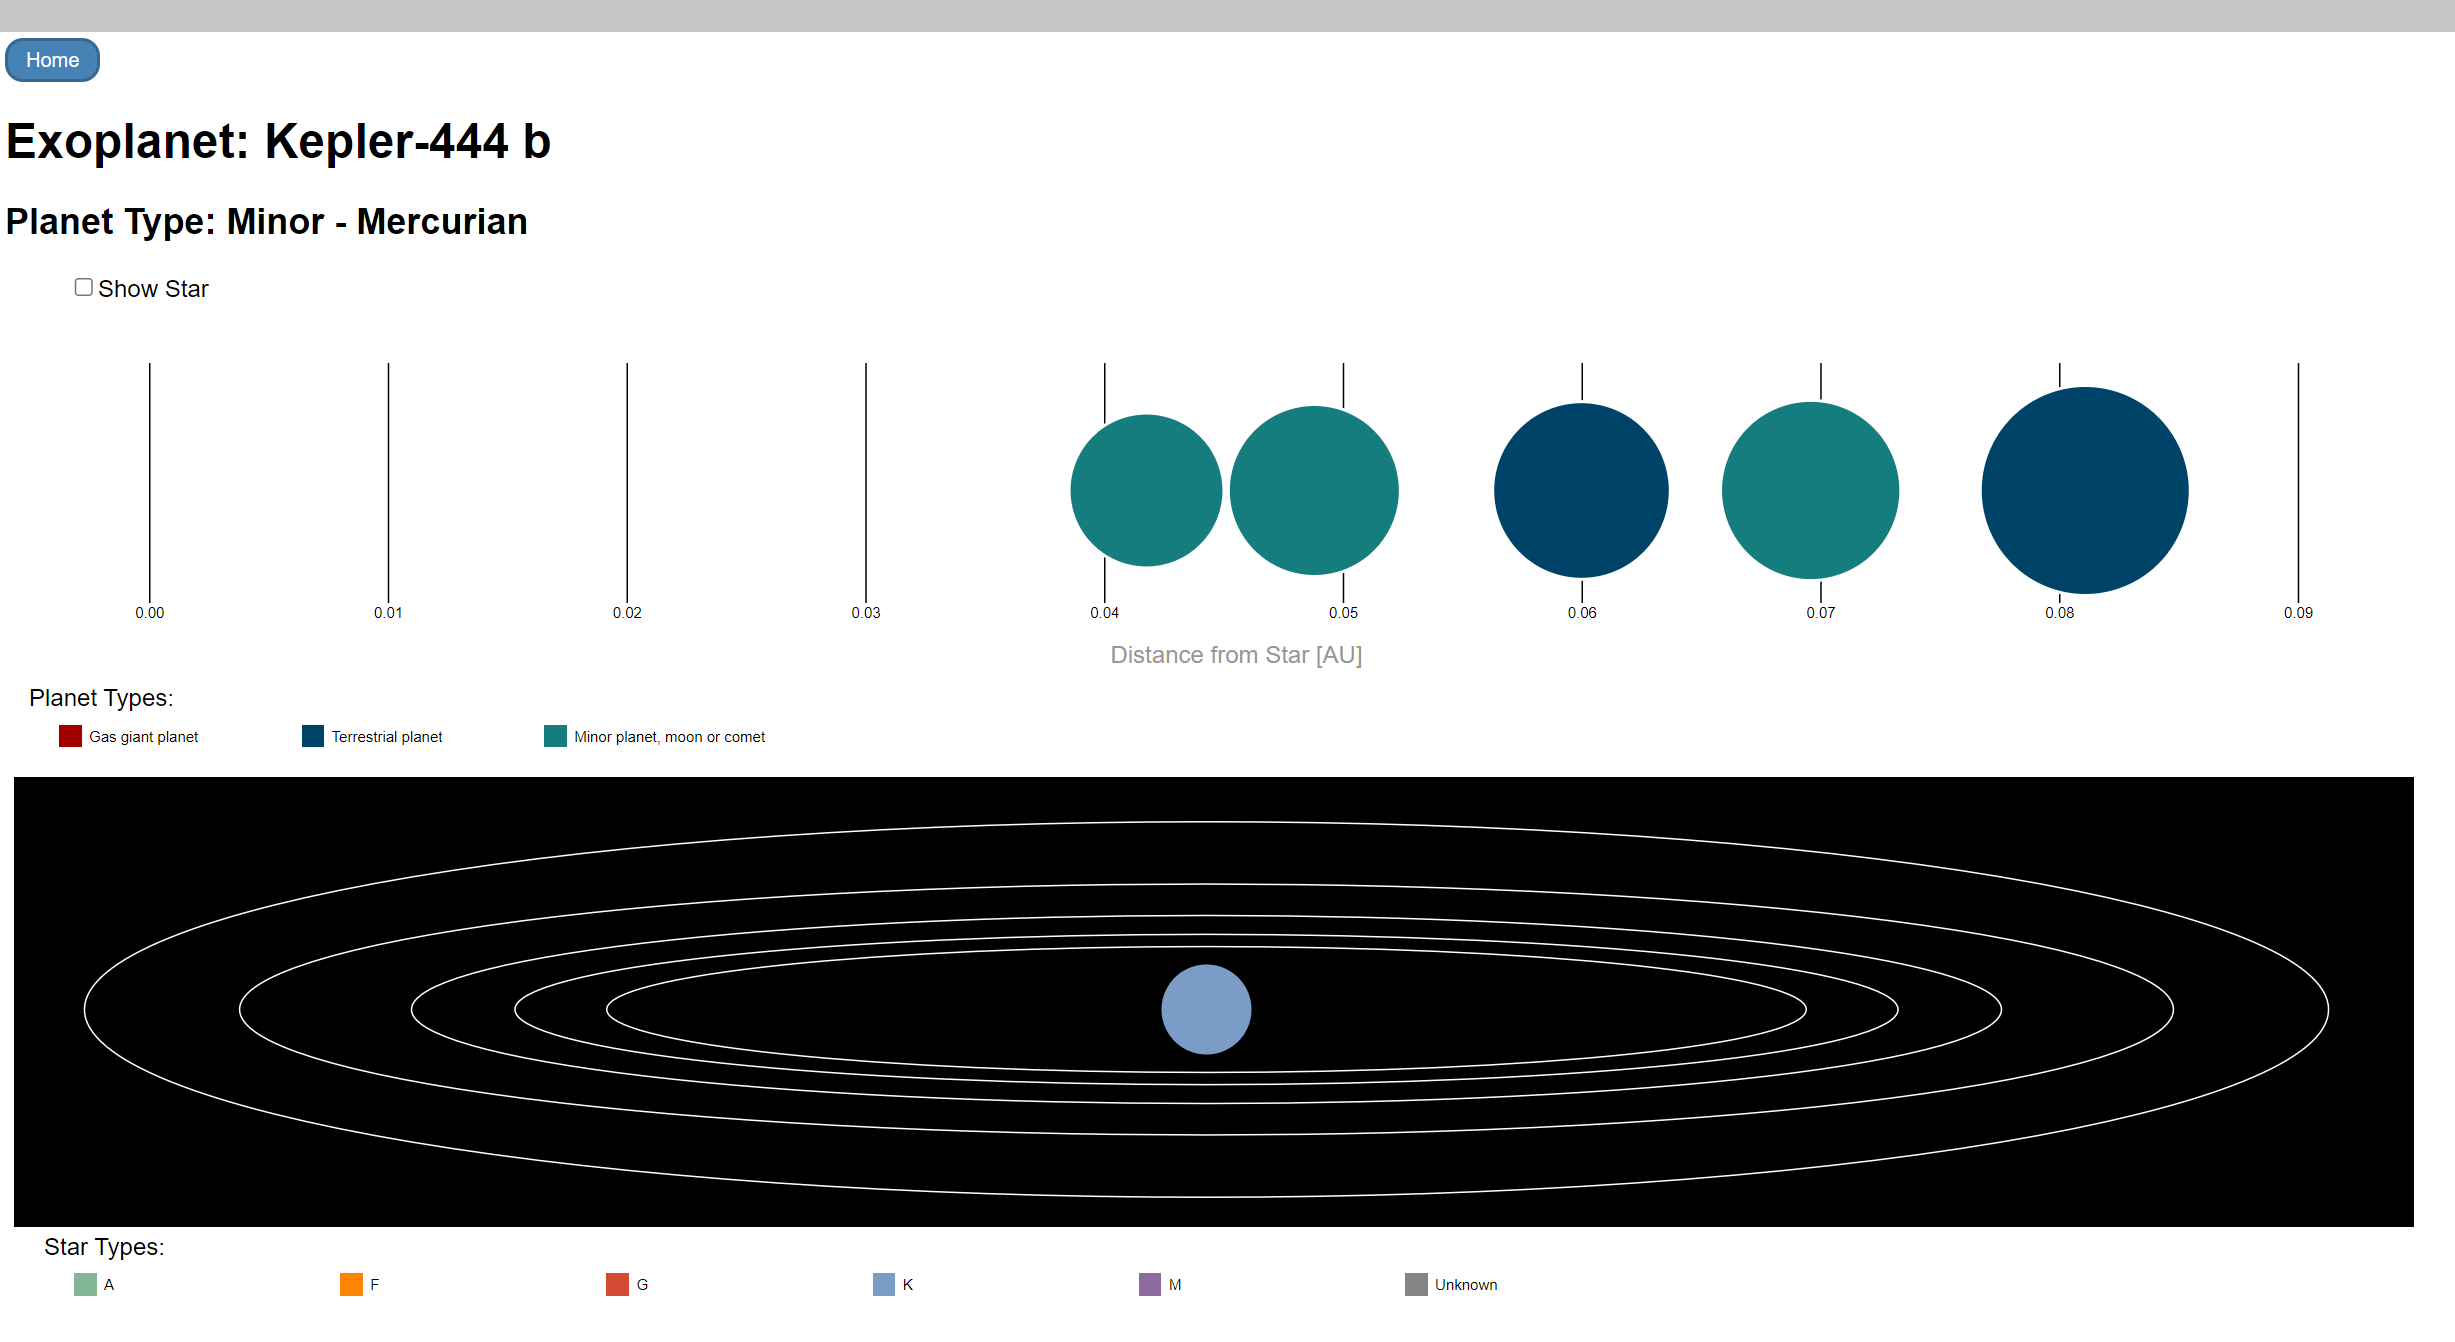 Home
Exoplanet: Kepler-444 b
Planet Type: Minor - Mercurian
Show Star
0.00 0.01 0.02 0.03 0.04 0.05 0.06 0.07 0.08 0.09
Distance from Star [AU]
Planet Types:
Gas giant planet Terrestrial planet Minor planet, moon or comet
Star Types:
A F G K M Unknown